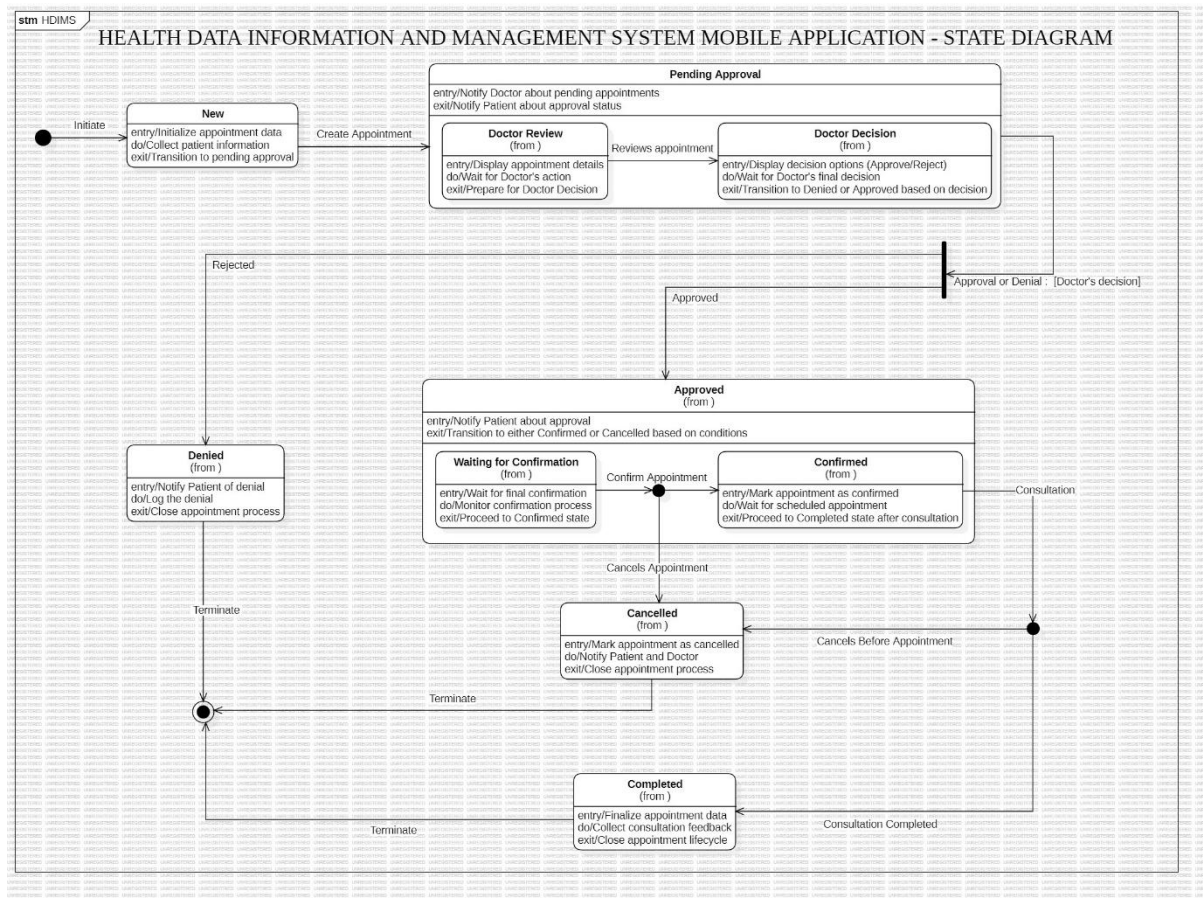 stm HDIMS
HEALTH DATA INFORMATION AND MANAGEMENT SYSTEM MOBILE APPLICATION - STATE DIAGRAM
Initiate
New
entry/Initialize appointment data
do/Collect patient information
exit/Transition to pending approval
Create Appointment
Pending Approval
entry/Notify Doctor about pending appointments
exit/Notify Patient about approval status
Doctor Review
(from )
entry/Display appointment details
do/Wait for Doctor's action
exit/Prepare for Doctor Decision
Reviews appointment
Doctor Decision
(from )
entry/Display decision options (Approve/Reject)
do/Wait for Doctor's final decision
exit/Transition to Denied or Approved based on decision
Rejected
Approval or Denial : [Doctor's decision]
Approved
Approved
(from )
entry/Notify Patient about approval
exit/Transition to either Confirmed or Cancelled based on conditions
Denied
(from )
entry/Notify Patient of denial
do/Log the denial
exit/Close appointment process
Waiting for Confirmation
(from )
entry/Wait for final confirmation
do/Monitor confirmation process
exit/Proceed to Confirmed state
Confirm Appointment
Confirmed
(from )
entry/Mark appointment as confirmed
do/Wait for scheduled appointment
exit/Proceed to Completed state after consultation
Consultation
Cancels Appointment
Terminate
Cancelled
(from )
entry/Mark appointment as cancelled
do/Notify Patient and Doctor
exit/Close appointment process
Cancels Before Appointment
Terminate
Completed
(from )
entry/Finalize appointment data
do/Collect consultation feedback
exit/Close appointment lifecycle
Terminate
Consultation Completed